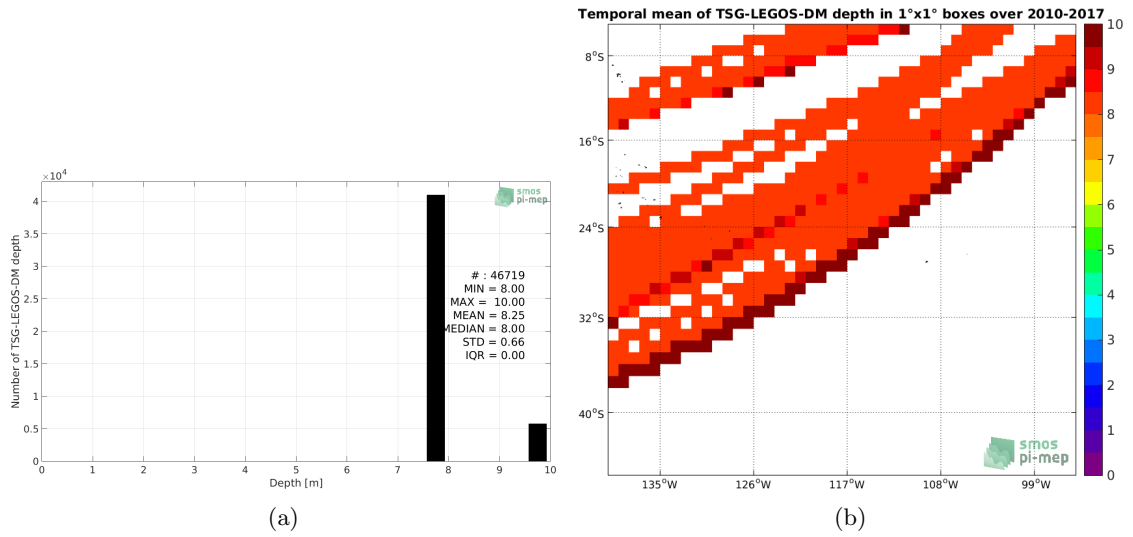 Temporal mean of TSG-LEGOS-DM depth in 1°x1° boxes over 2010-2017
×10⁴
4
3.5
3
2.5
2
1.5
1
0.5
0
Number of TSG-LEGOS-DM depth
smos
pi-mep
# : 46719
MIN = 8.00
MAX = 10.00
MEAN = 8.25
MEDIAN = 8.00
STD = 0.66
IQR = 0.00
0 1 2 3 4 5 6 7 8 9 10
Depth [m]
(a)
8°S
16°S
24°S
32°S
40°S
135°W 126°W 117°W 108°W 99°W
smos
pi-mep
10
9
8
7
6
5
4
3
2
1
0
(b)